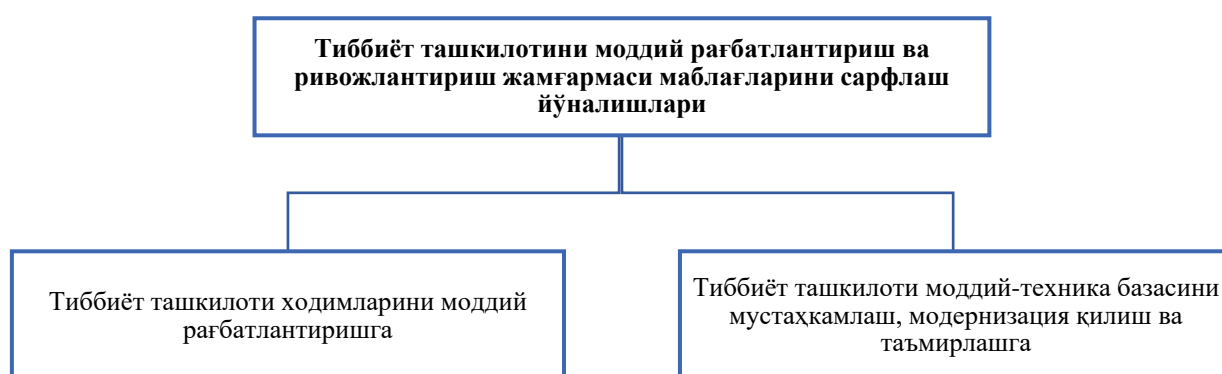 Тиббиёт ташкилотини моддий рағбатлантириш ва
ривожлантириш жамғармаси маблағларини сарфлаш
йўналишлари
Тиббиёт ташкилоти ходимларини моддий
рағбатлантиришга
Тиббиёт ташкилоти моддий-техника базасини
мустаҳкамлаш, модернизация қилиш ва
таъмирлашга